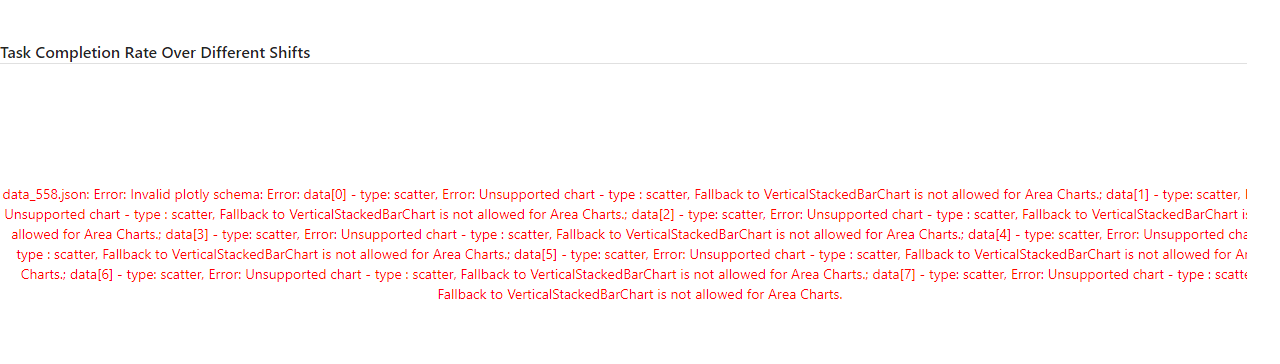 Task Completion Rate Over Different Shifts
data_558.json: Error: Invalid plotly schema: Error: data[0] - type: scatter, Error: Unsupported chart - type : scatter, Fallback to VerticalStackedBarChart is not allowed for Area Charts.; data[1] - type: scatter,
Unsupported chart - type : scatter, Fallback to VerticalStackedBarChart is not allowed for Area Charts.; data[2] - type: scatter, Error: Unsupported chart - type : scatter, Fallback to VerticalStackedBarChart
allowed for Area Charts.; data[3] - type: scatter, Error: Unsupported chart - type : scatter, Fallback to VerticalStackedBarChart is not allowed for Area Charts.; data[4] - type: scatter, Error: Unsupported
type : scatter, Fallback to VerticalStackedBarChart is not allowed for Area Charts.; data[5] - type: scatter, Error: Unsupported chart - type : scatter, Fallback to VerticalStackedBarChart is not allowed for
Charts.; data[6] - type: scatter, Error: Unsupported chart - type : scatter, Fallback to VerticalStackedBarChart is not allowed for Area Charts.; data[7] - type: scatter, Error: Unsupported chart - type :
Fallback to VerticalStackedBarChart is not allowed for Area Charts.